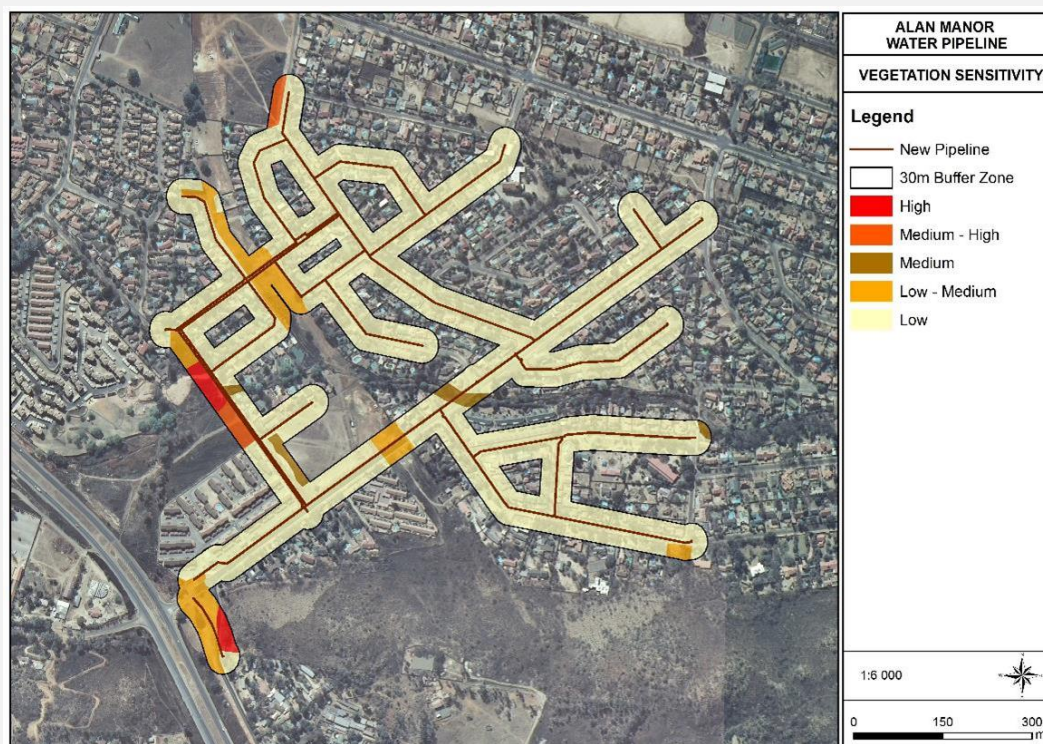 ALAN MANOR
WATER PIPELINE
VEGETATION SENSITIVITY
Legend
New Pipeline
30m Buffer Zone
High
Medium - High
Medium
Low - Medium
Low
1:6 000
0 150 300
m